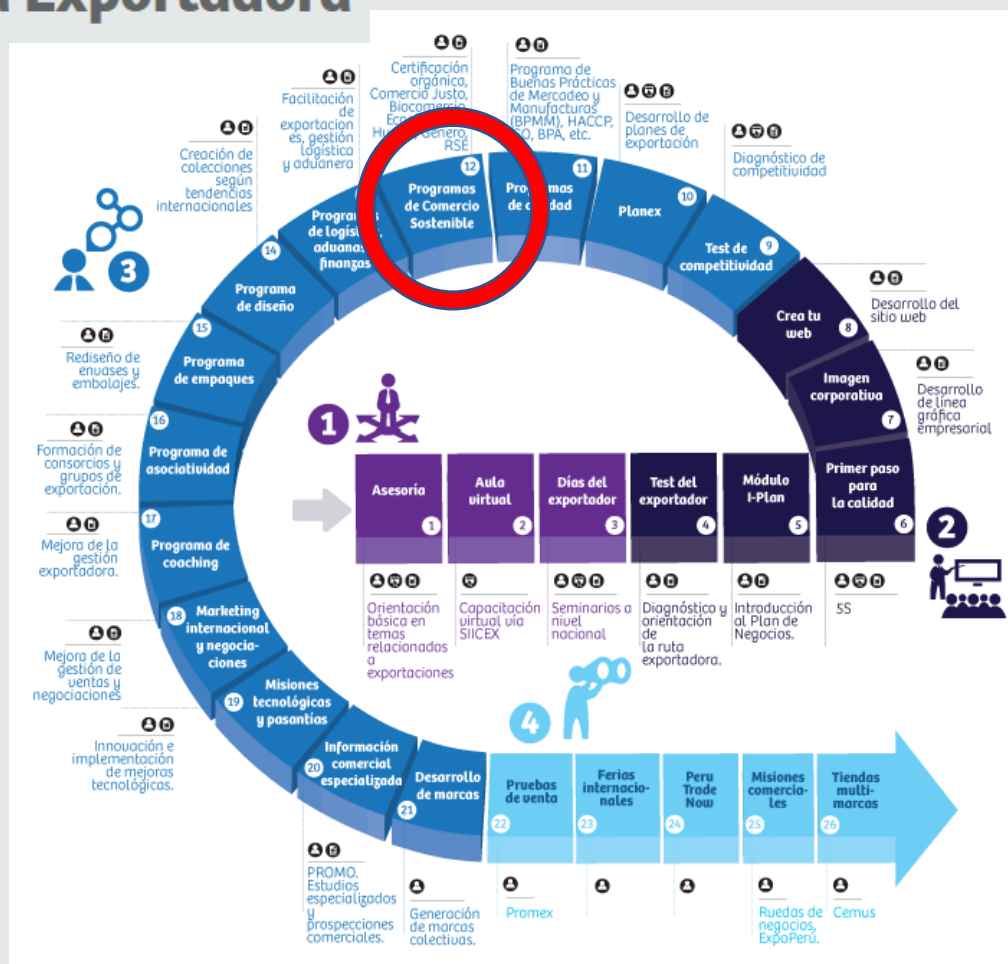 Exportadora
1
Asesoría
1
Orientación
básica en
temas
relacionados
a
exportaciones
Aula
virtual
2
Capacitación
virtual via
SIICEX
Días del
exportador
3
Seminarios a
nivel
nacional
Test del
exportador
4
Diagnóstico y
orientación
de
la ruta
exportadora.
Módulo
I-Plan
5
Introducción
al Plan de
Negocios.
2
Primer paso
para
la calidad
6
5S
Imagen
corporativa
7
Desarrollo
de línea
gráfica
empresarial
Crea tu
web
8
Desarrollo del
sitio web
3
Test de
competitividad
9
Diagnóstico de
competitividad
Planex
10
Desarrollo de
planes de
exportación
Programas
de
11
Programa de
Buenas Prácticas
de Mercadeo y
Manufacturas
(BPMM), HACCP,
BPA, etc.
Programas
de Comercio
Sostenible
12
Certificación
orgánica,
Comercio Justo,
Biocomercio
Género,
RSE
de
aduanas
finanzas
Facilitación
de
exportacion
es, gestión
logística
y aduanera
Programa
de diseño
14
Creación de
colecciones
según
tendencias
internacionales
Programa
de empaques
15
Rediseño de
envases y
embalajes.
Programa de
asociatividad
16
Formación de
consorcios y
grupos de
exportación.
Programa de
coaching
17
Mejora de la
gestión
exportadora.
Marketing
internacional
y negocia-
ciones
18
Mejora de la
gestión de
ventas y
negociaciones
Misiones
tecnológicas
y pasantías
19
Innovación e
implementación
de mejoras
tecnológicas.
Información
comercial
especializada
20
PROMO.
Estudios
especializados
y
prospecciones
comerciales.
Desarrollo
de marcas
21
Generación
de marcas
colectivas.
4
Pruebas
de venta
22
Promex
Ferias
internacio-
nales
23
Peru
Trade
Now
24
Misiones
comercia-
les
25
Ruedas de
negocios,
ExpoPerú.
Tiendas
multi-
marcas
26
Cemus